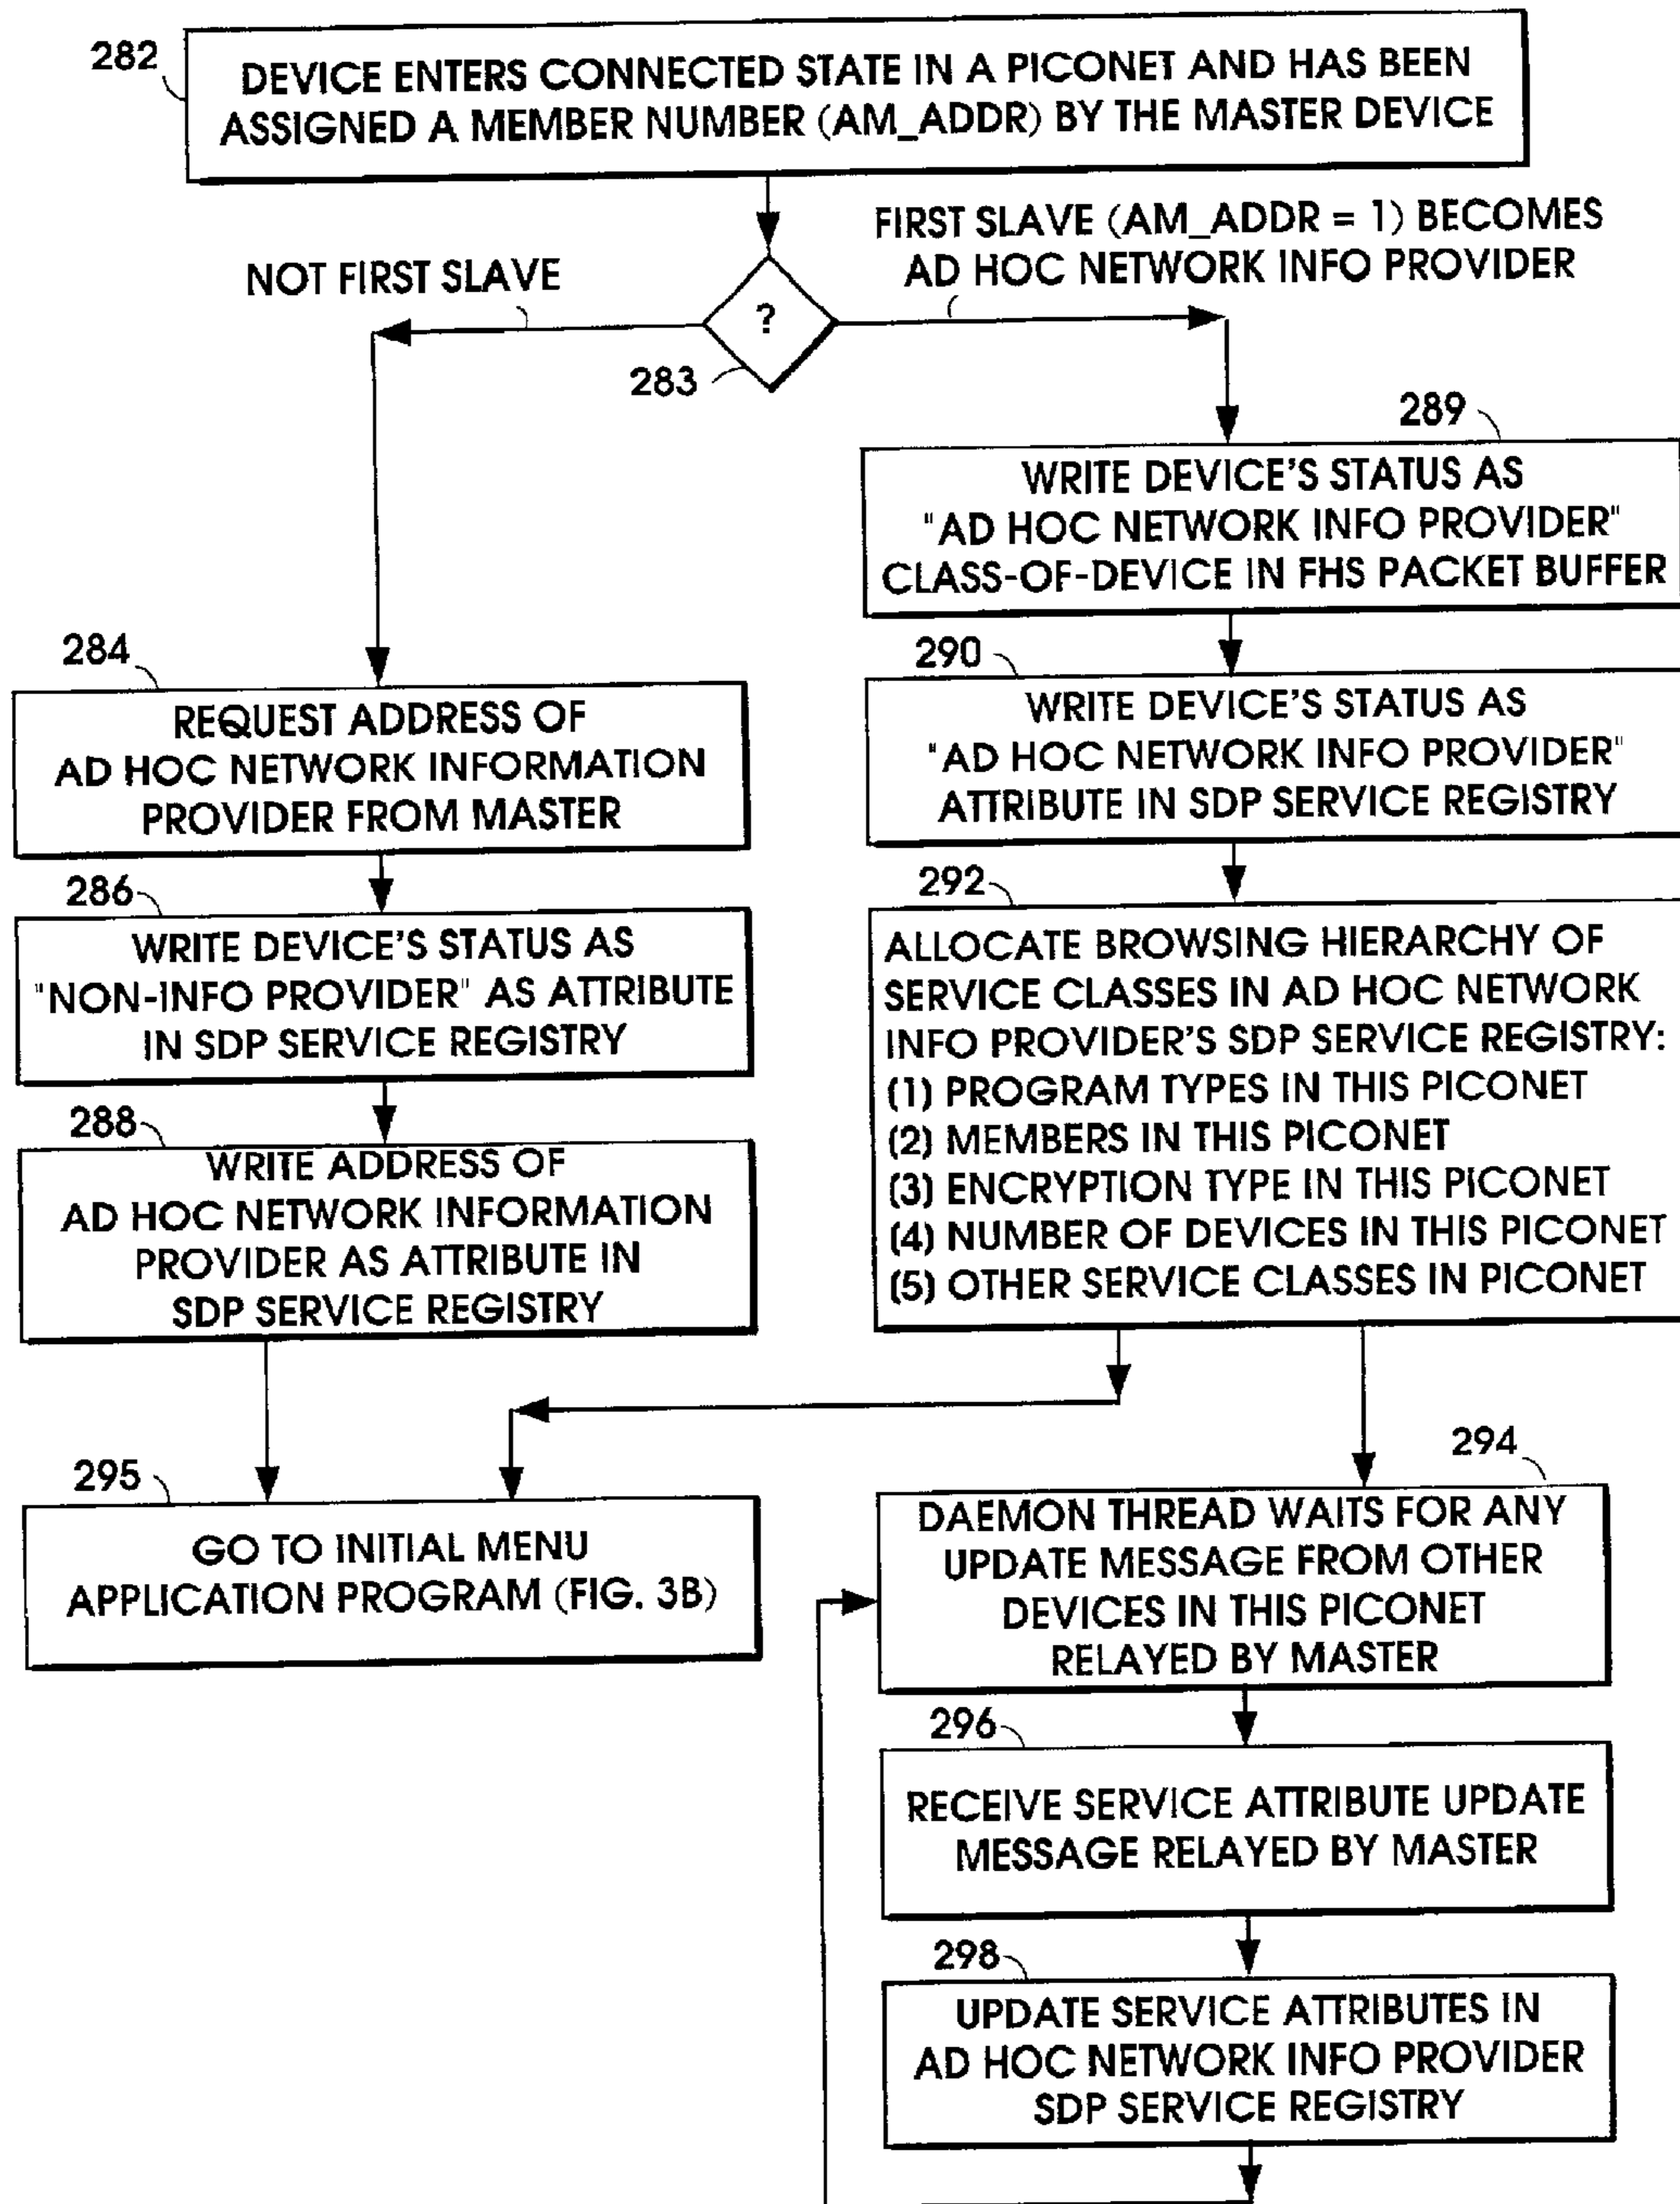 282
DEVICE ENTERS CONNECTED STATE IN A PICONET AND HAS BEEN
ASSIGNED A MEMBER NUMBER (AM_ADDR) BY THE MASTER DEVICE
FIRST SLAVE (AM_ADDR = 1) BECOMES
AD HOC NETWORK INFO PROVIDER
NOT FIRST SLAVE
?
283
289
WRITE DEVICE'S STATUS AS
"AD HOC NETWORK INFO PROVIDER"
CLASS-OF-DEVICE IN FHS PACKET BUFFER
284
REQUEST ADDRESS OF
AD HOC NETWORK INFORMATION
PROVIDER FROM MASTER
290
WRITE DEVICE'S STATUS AS
"AD HOC NETWORK INFO PROVIDER"
ATTRIBUTE IN SDP SERVICE REGISTRY
286
WRITE DEVICE'S STATUS AS
"NON-INFO PROVIDER" AS ATTRIBUTE
IN SDP SERVICE REGISTRY
292
ALLOCATE BROWSING HIERARCHY OF
SERVICE CLASSES IN AD HOC NETWORK
INFO PROVIDER'S SDP SERVICE REGISTRY:
(1) PROGRAM TYPES IN THIS PICONET
(2) MEMBERS IN THIS PICONET
(3) ENCRYPTION TYPE IN THIS PICONET
(4) NUMBER OF DEVICES IN THIS PICONET
(5) OTHER SERVICE CLASSES IN PICONET
288
WRITE ADDRESS OF
AD HOC NETWORK INFORMATION
PROVIDER AS ATTRIBUTE IN
SDP SERVICE REGISTRY
295
GO TO INITIAL MENU
APPLICATION PROGRAM (FIG. 3B)
294
DAEMON THREAD WAITS FOR ANY
UPDATE MESSAGE FROM OTHER
DEVICES IN THIS PICONET
RELAYED BY MASTER
296
RECEIVE SERVICE ATTRIBUTE UPDATE
MESSAGE RELAYED BY MASTER
298
UPDATE SERVICE ATTRIBUTES IN
AD HOC NETWORK INFO PROVIDER
SDP SERVICE REGISTRY